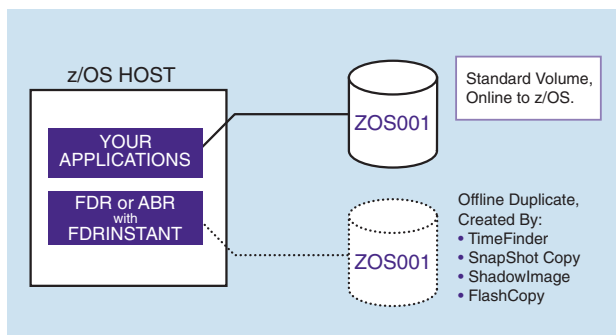 z/OS HOST
YOUR
APPLICATIONS
FDR or ABR
with
FDRINSTANT
ZOS001
Standard Volume,
Online to z/OS.
ZOS001
Offline Duplicate,
Created By:
• TimeFinder
• SnapShot Copy
• ShadowImage
• FlashCopy